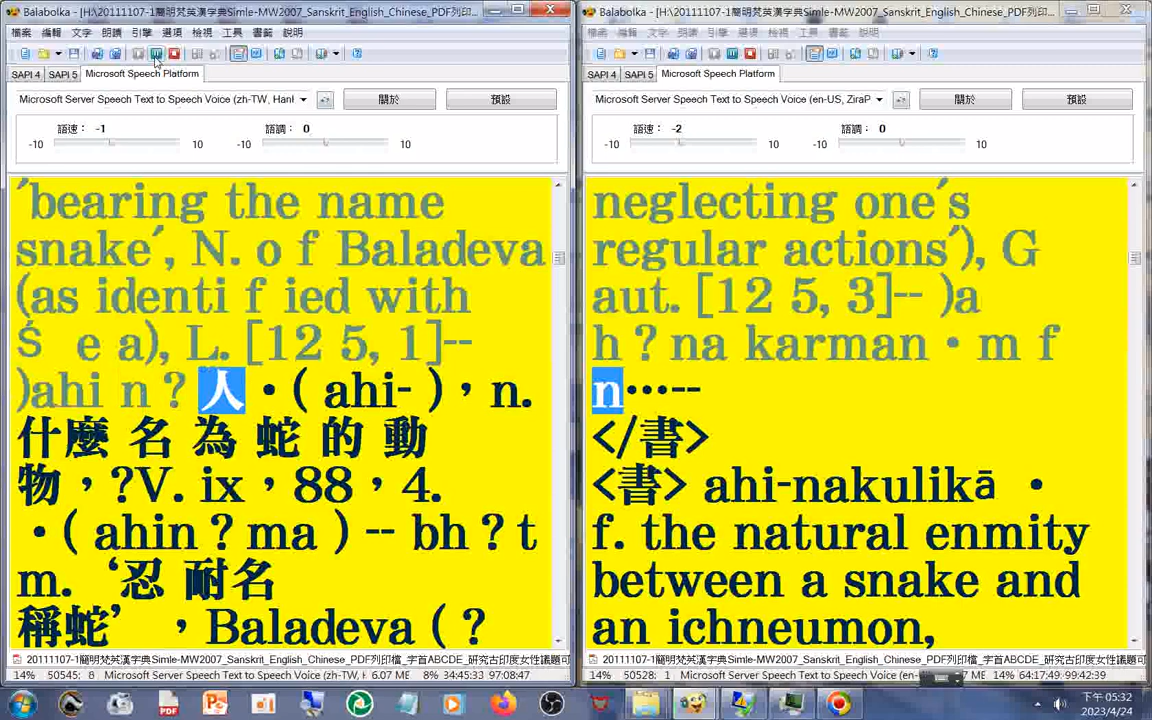 Balabolka - [H:\20111107-1簡明梵英漢字典Simle-MW2007_Sanskrit_English_Chinese_PDF列印...
檔案 編輯 文字 朗讀 引擎 選項 檢視 工具 書籤 說明
SAPI 4 SAPI 5 Microsoft Speech Platform
Microsoft Server Speech Text to Speech Voice (zh-TW, Hanl
關於 預設
語速： -1 語調： 0
-10 10 -10 10
'bearing the name
snake', N. o f Baladeva
(as identi f ied with
Ś e a), L. [12 5, 1]--
)ahi n ? 人 •( ahi- )，n.
什麼 名 為 蛇 的 動
物，?V. ix，88，4.
•( ahin ? ma ) -- bh ? t
m.‘忍 耐名
稱蛇’，Baladeva (？
20111107-1簡明梵英漢字典Simle-MW2007_Sanskrit_English_Chinese_PDF列印檔_字首ABCDE_研究古印度女性議題可
14% 50545: 8 Microsoft Server Speech Text to Speech Voice (zh-TW, 6.07 ME 8% 34:45:33 97:08:47
Balabolka - [H:\20111107-1簡明梵英漢字典Simle-MW2007_Sanskrit_English_Chinese_PDF列印...
檔案 編輯 文字 朗讀 引擎 選項 檢視 工具 書籤 說明
SAPI 4 SAPI 5 Microsoft Speech Platform
Microsoft Server Speech Text to Speech Voice (en-US, ZiraP
關於 預設
語速： -2 語調： 0
-10 10 -10 10
neglecting one's
regular actions'), G
aut. [12 5, 3]-- )a
h ? na karman • m f
n•••--
</書>
<書> ahi-nakulikā •
f. the natural enmity
between a snake and
an ichneumon,
20111107-1簡明梵英漢字典Simle-MW2007_Sanskrit_English_Chinese_PDF列印檔_字首ABCDE_研究古印度女性議題可
14% 50528: 1 Microsoft Server Speech Text to Speech Voice ME 14% 64:17:49:99:42:39
下午 05:32
2023/4/24